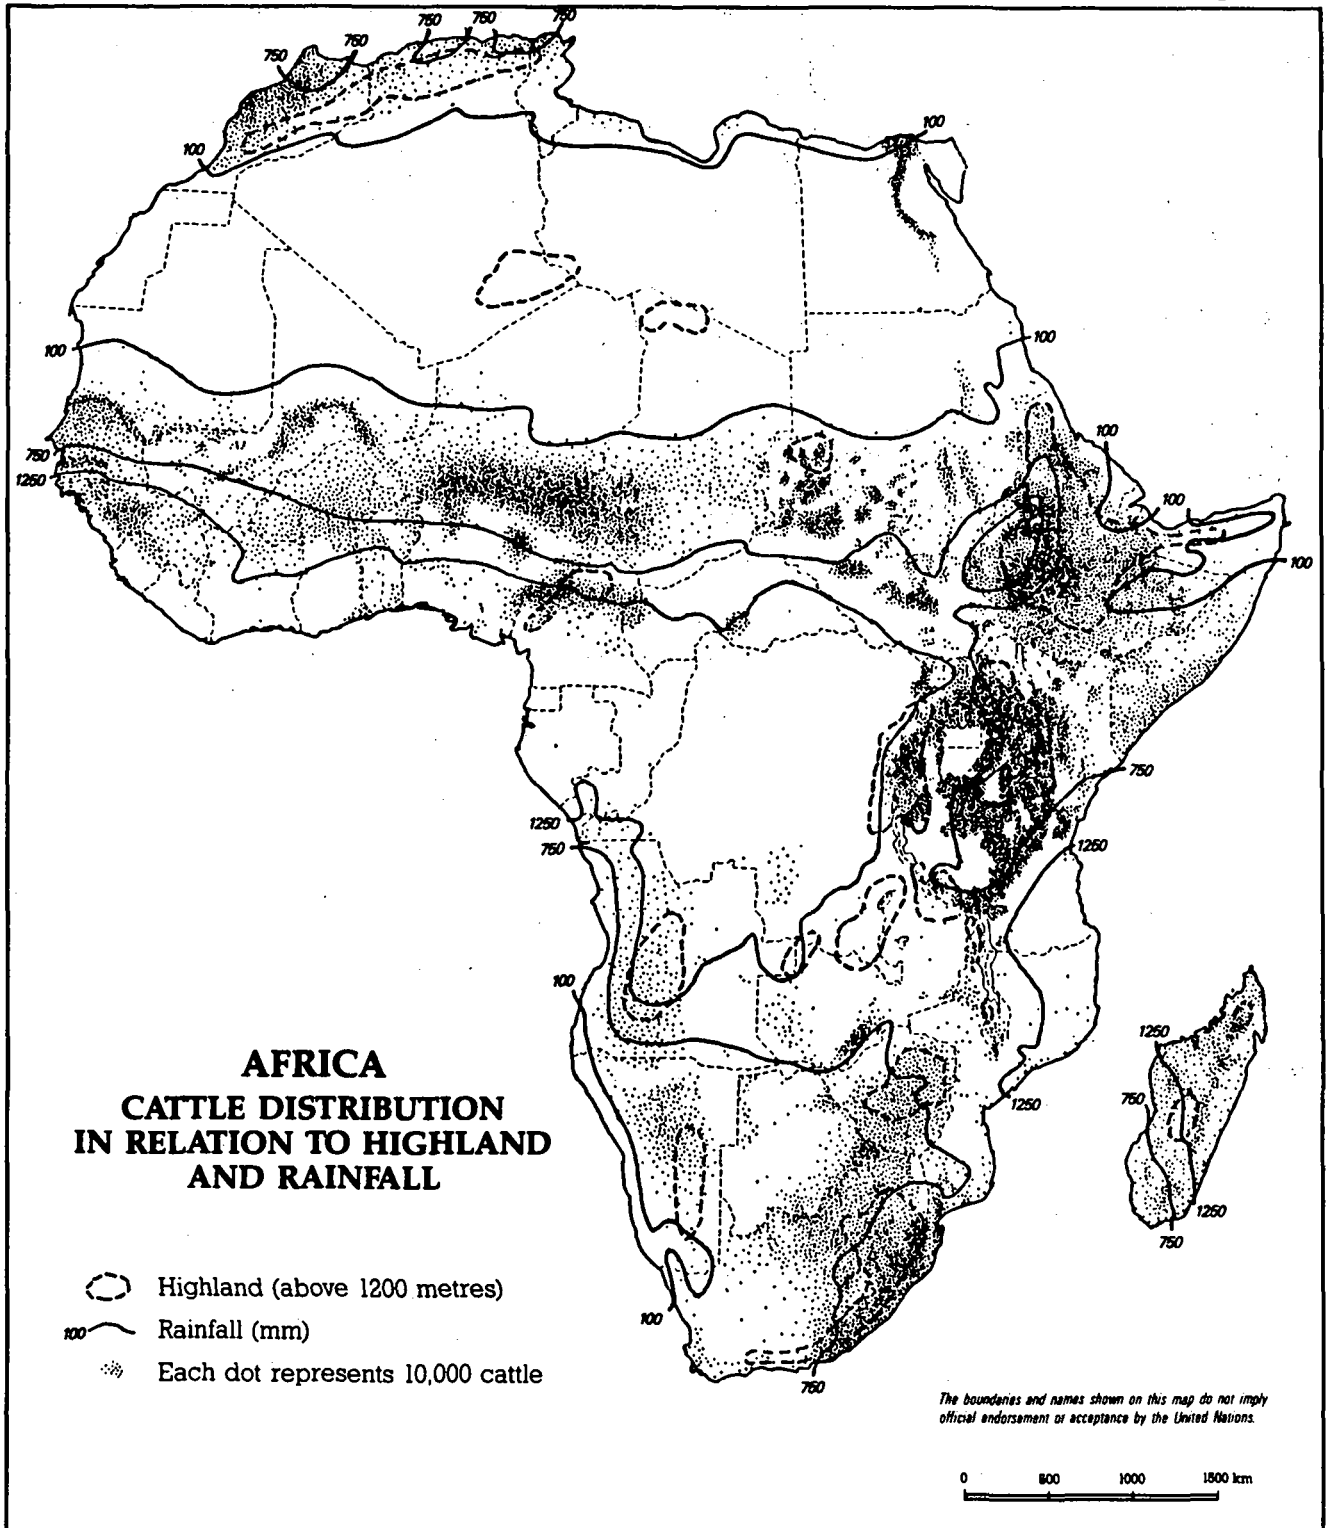 750
750
750
750
750
100
100
100
100
100
750
1250
100
100
750
1250
1250
750
100
1250
1250
750
1250
750
100
750
AFRICA
CATTLE DISTRIBUTION
IN RELATION TO HIGHLAND
AND RAINFALL
Highland (above 1200 metres)
100 Rainfall (mm)
Each dot represents 10,000 cattle
The boundaries and names shown on this map do not imply
official endorsement or acceptance by the United Nations.
0 500 1000 1500 km